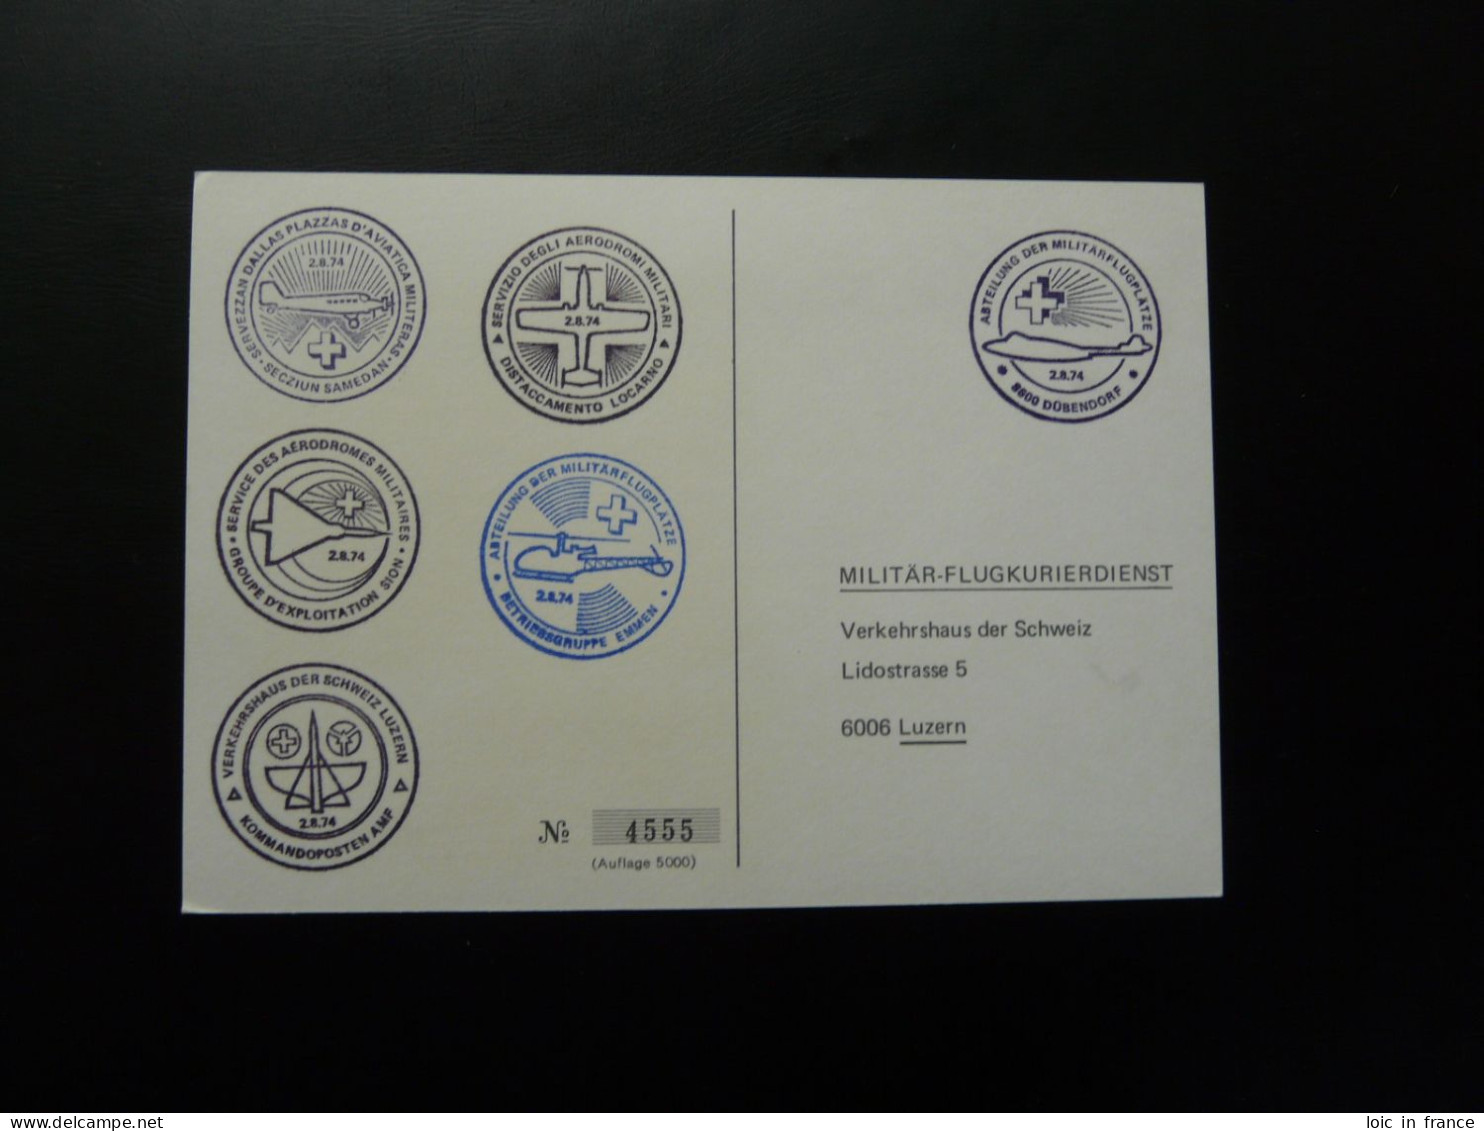 SERVEZZAN DALLAS PLAZZAS D'AVIATICA MILITERAS
2.8.74
SECZIUN SAMEDAN
SERVIZIO DEGLI AERODROMI MILITARI
2.8.74
DISTACCAMENTO LOCARNO
ABTEILUNG DER MILITÄRFLUGPLÄTZE
2.8.74
8600 DÜBENDORF
SERVICE DES AÉRODROMES MILITAIRES
2.8.74
GROUPE D'EXPLOITATION SION
ABTEILUNG DER MILITÄRFLUGPLÄTZE
2.8.74
BETRIEBSGRUPPE EMMEN
VERKEHRSHAUS DER SCHWEIZ LUZERN
2.8.74
KOMMANDOPOSTEN AMF
№ 4555
(Auflage 5000)
MILITÄR-FLUGKURIERDIENST
Verkehrshaus der Schweiz
Lidostrasse 5
6006 Luzern
delcampe.net
loic in france